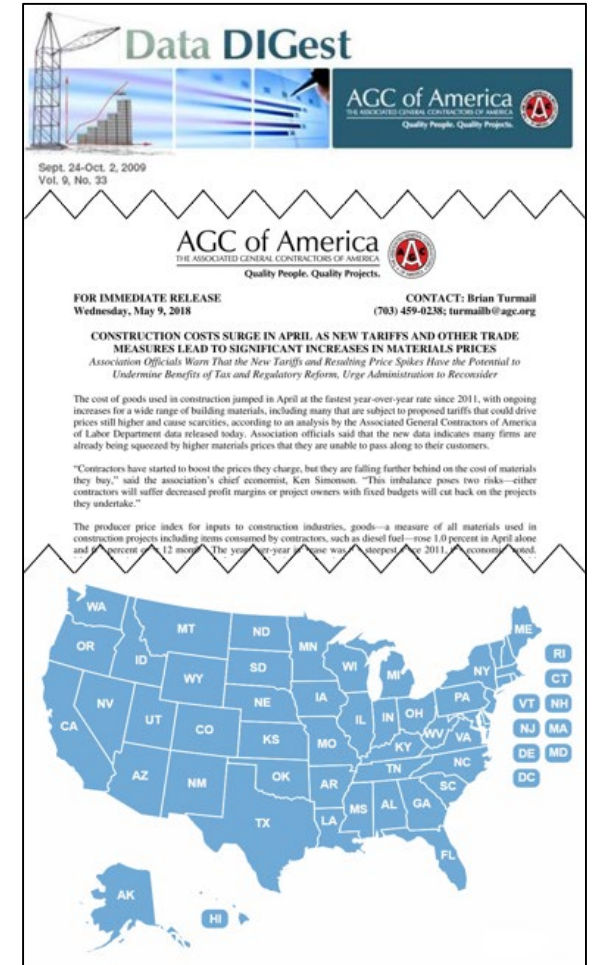 Data DIGest
AGC of America
THE ASSOCIATED GENERAL CONTRACTORS OF AMERICA
Quality People. Quality Projects.
Sept. 24-Oct. 2, 2009
Vol. 9, No. 33
AGC of America
THE ASSOCIATED GENERAL CONTRACTORS OF AMERICA
Quality People. Quality Projects.
FOR IMMEDIATE RELEASE CONTACT: Brian Turmail
Wednesday, May 9, 2018 (703) 459-0238; turmailb@agc.org
CONSTRUCTION COSTS SURGE IN APRIL AS NEW TARIFFS AND OTHER TRADE
MEASURES LEAD TO SIGNIFICANT INCREASES IN MATERIALS PRICES
Association Officials Warn That the New Tariffs and Resulting Price Spikes Have the Potential to
Undermine Benefits of Tax and Regulatory Reform, Urge Administration to Reconsider
The cost of goods used in construction jumped in April at the fastest year-over-year rate since 2011, with ongoing
increases for a wide range of building materials, including many that are subject to proposed tariffs that could drive
prices still higher and cause scarcities, according to an analysis by the Associated General Contractors of America
of Labor Department data released today. Association officials said that the new data indicates many firms are
already being squeezed by higher materials prices that they are unable to pass along to their customers.
“Contractors have started to boost the prices they charge, but they are falling further behind on the cost of materials
they buy,” said the association’s chief economist, Ken Simonson. “This imbalance poses two risks—either
contractors will suffer decreased profit margins or project owners with fixed budgets will cut back on the projects
they undertake.”
The producer price index for inputs to construction industries, goods—a measure of all materials used in
construction projects including items consumed by contractors, such as diesel fuel—rose 1.0 percent in April alone
and percent 12 The steepest 2011, noted.
WA
MT
ND
MN
ME
OR
ID
SD
WI
MI
NY
RI
WY
CT
NV
NE
IA
PA
VT NH
CA
UT
CO
IL
IN
OH
NJ MA
KS
MO
WV
VA
KY
DE MD
AZ
NM
OK
AR
TN
NC
DC
SC
TX
LA
MS
AL
GA
FL
AK
HI